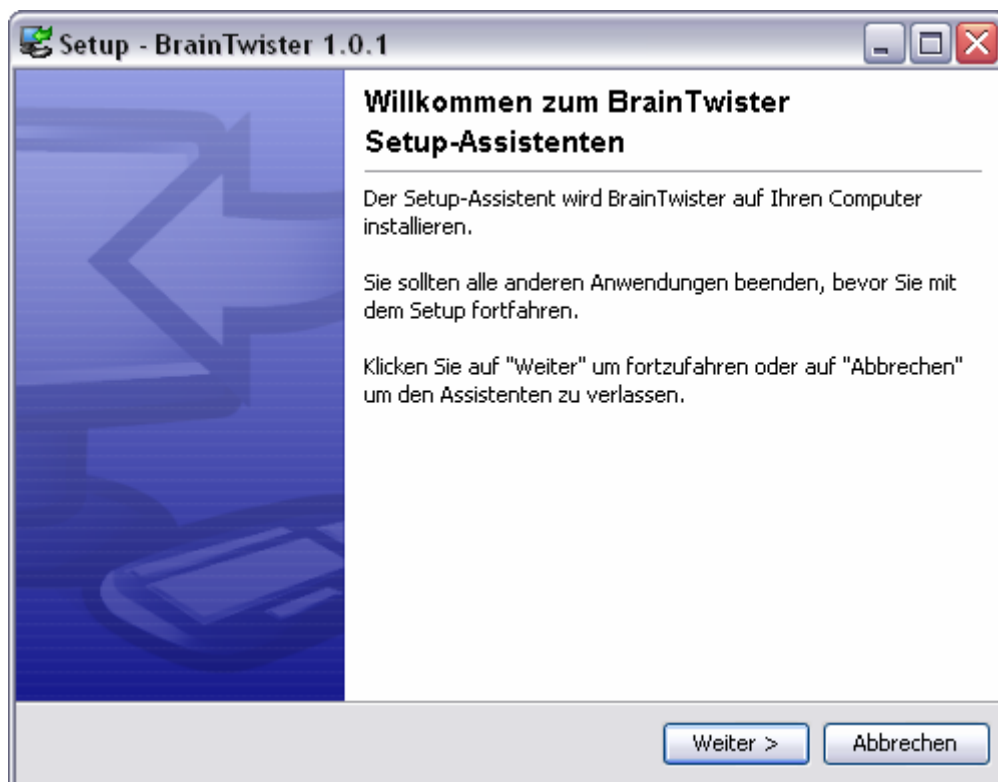 Setup - BrainTwister 1.0.1
Willkommen zum BrainTwister
Setup-Assistenten
Der Setup-Assistent wird BrainTwister auf Ihren Computer
installieren.
Sie sollten alle anderen Anwendungen beenden, bevor Sie mit
dem Setup fortfahren.
Klicken Sie auf "Weiter" um fortzufahren oder auf "Abbrechen"
um den Assistenten zu verlassen.
Weiter > Abbrechen